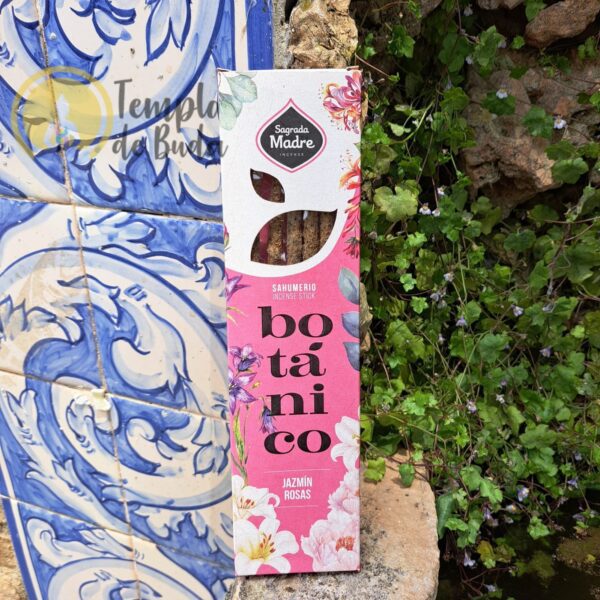 Templo
de Buda
Sagrada
Madre
INCENSE
SAHUMERIO
INCENSE STICK
bo
tá
ni
co
JAZMÍN
ROSAS